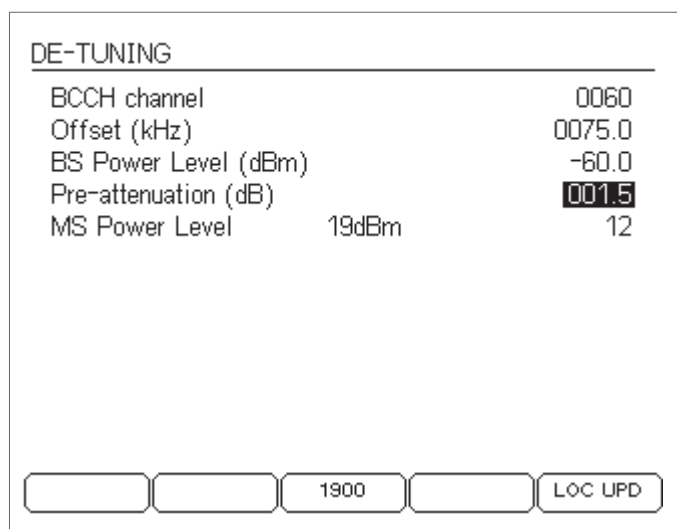 DE-TUNING
BCCH channel 0060
Offset (kHz) 0075.0
BS Power Level (dBm) -60.0
Pre-attenuation (dB) 001.5
MS Power Level 19dBm 12
1900 LOC UPD